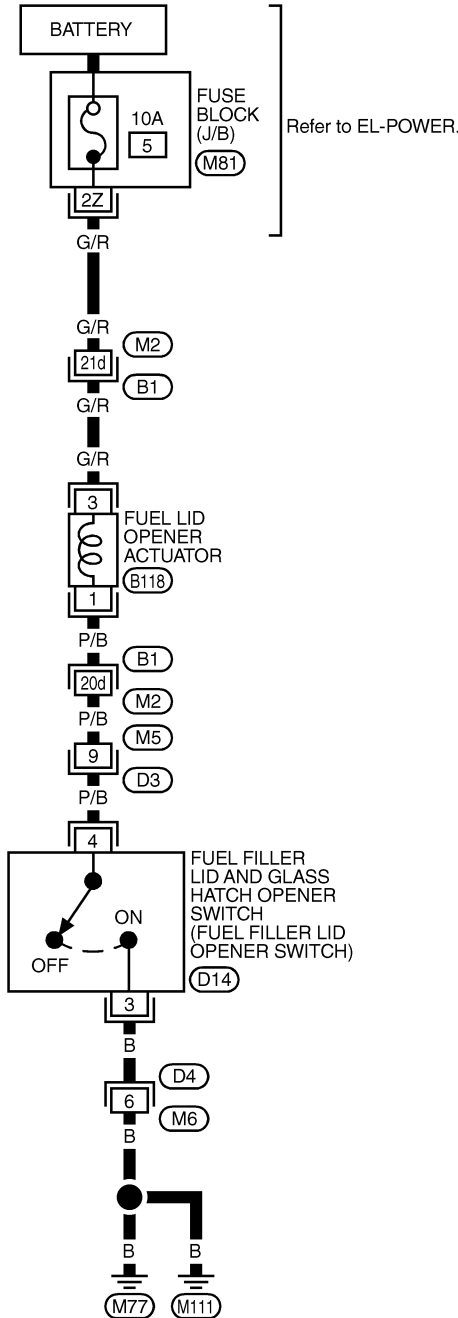 BATTERY
FUSE
BLOCK
(J/B)
10A
5
M81
Refer to EL-POWER.
2Z
G/R
G/R
M2
21d
B1
G/R
G/R
3
FUEL LID
OPENER
ACTUATOR
B118
1
P/B
B1
20d
M2
P/B
M5
9
D3
P/B
4
FUEL FILLER
LID AND GLASS
HATCH OPENER
SWITCH
(FUEL FILLER LID
OPENER SWITCH)
ON
OFF
D14
3
B
D4
6
M6
B
B
B
M77
M111